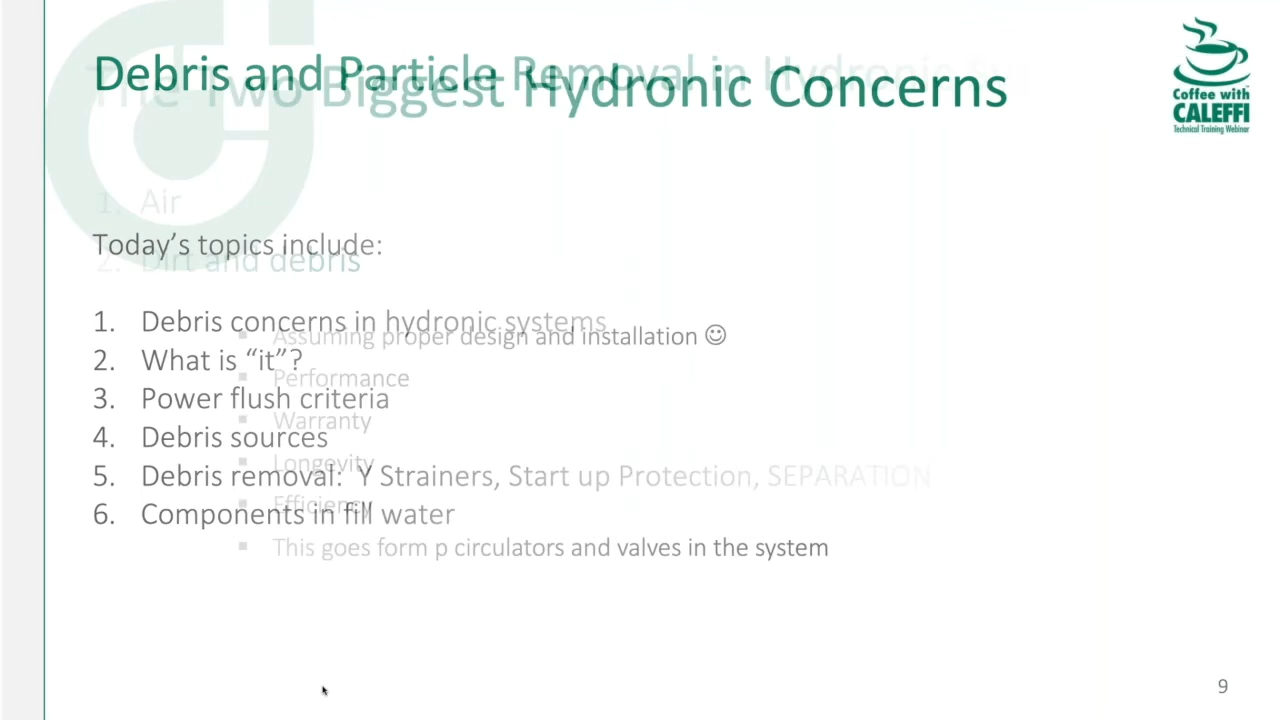 Debris and Particle Removal in Hydronic
The Two Biggest Hydronic Concerns
Coffee with
CALEFFI
Technical Training Webinar
1. Air
Today's topics include:
2. Dirt and debris
1. Debris concerns in hydronic systems
▪ Assuming proper design and installation ☺
2. What is “it”?
▪ Performance
3. Power flush criteria
▪ Warranty
4. Debris sources
▪ Longevity
5. Debris removal: Y Strainers, Start up Protection, SEPARATION
▪ Efficiency
6. Components in fill water
▪ This goes form p circulators and valves in the system
9